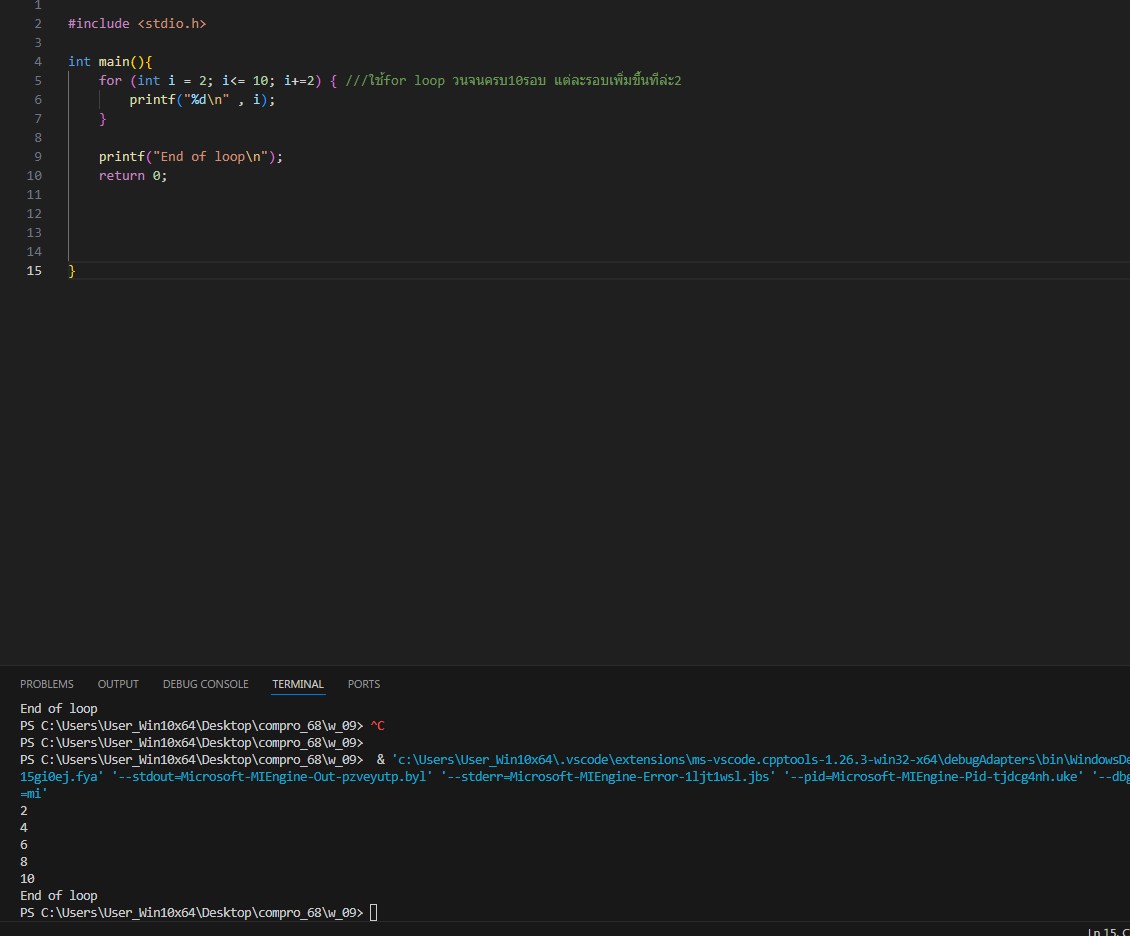 1
2 #include <stdio.h>
3
4 int main(){
5 for (int i = 2; i<= 10; i+=2) { ///ใช้for loop วนจนครบ10รอบ แต่ละรอบเพิ่มขึ้นทีล่ะ2
6 printf("%d\n" , i);
7 }
8
9 printf("End of loop\n");
10 return 0;
11
12
13
14
15 }
PROBLEMS OUTPUT DEBUG CONSOLE TERMINAL PORTS
End of loop
PS C:\Users\User_Win10x64\Desktop\compro_68\w_09> ^C
PS C:\Users\User_Win10x64\Desktop\compro_68\w_09>
PS C:\Users\User_Win10x64\Desktop\compro_68\w_09> & 'c:\Users\User_Win10x64\.vscode\extensions\ms-vscode.cpptools-1.26.3-win32-x64\debugAdapters\bin\WindowsDe
15gi0ej.fya' '--stdout=Microsoft-MIEngine-Out-pzveyutp.byl' '--stderr=Microsoft-MIEngine-Error-1ljt1wsl.jbs' '--pid=Microsoft-MIEngine-Pid-tjdcg4nh.uke' '--dbg
=mi'
2
4
6
8
10
End of loop
PS C:\Users\User_Win10x64\Desktop\compro_68\w_09>
Ln 15, C